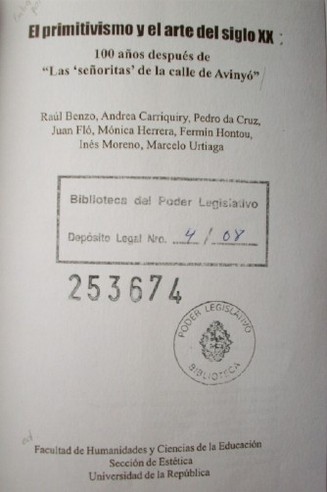 El primitivismo y el arte del siglo XX :
100 años después de
“Las ‘señoritas’ de la calle de Avinyó”
Raúl Benzo, Andrea Carriquiry, Pedro da Cruz,
Juan Fló, Mónica Herrera, Fermín Hontou,
Inés Moreno, Marcelo Urtiaga
Biblioteca del Poder Legislativo
Depósito Legal Nro. 4 / 08
253674
PODER LEGISLATIVO
BIBLIOTECA
Facultad de Humanidades y Ciencias de la Educación
Sección de Estética
Universidad de la República